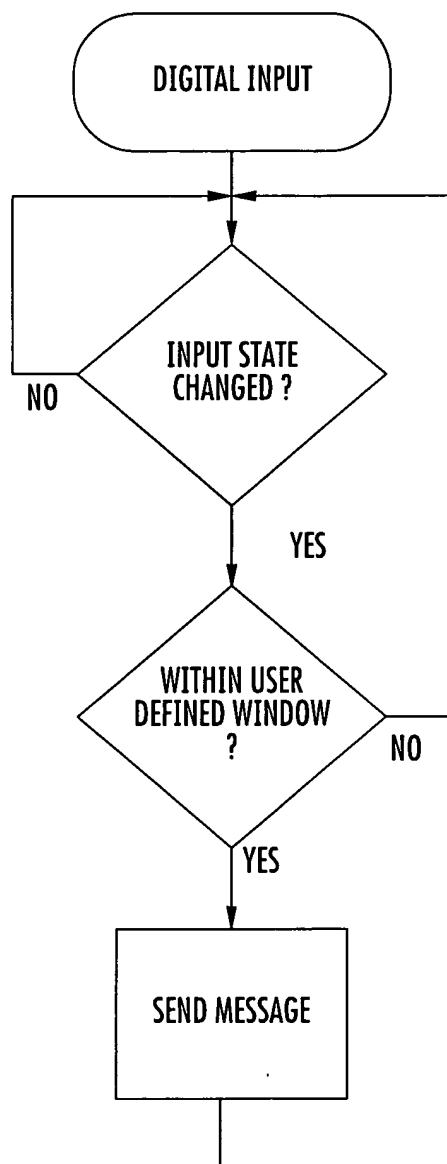 DIGITAL INPUT
INPUT STATE
CHANGED ?
NO
YES
WITHIN USER
DEFINED WINDOW
?
NO
YES
SEND MESSAGE